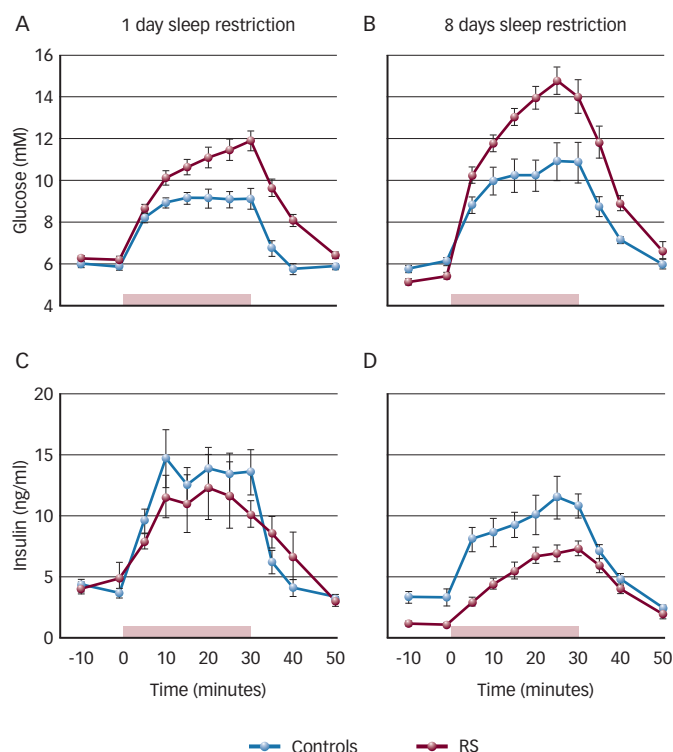 A 1 day sleep restriction B 8 days sleep restriction
16
14
12
10
8
6
4
Glucose (mM)
C D
20
15
10
5
0
Insulin (ng/ml)
-10 0 10 20 30 40 50 -10 0 10 20 30 40 50
Time (minutes) Time (minutes)
Controls RS